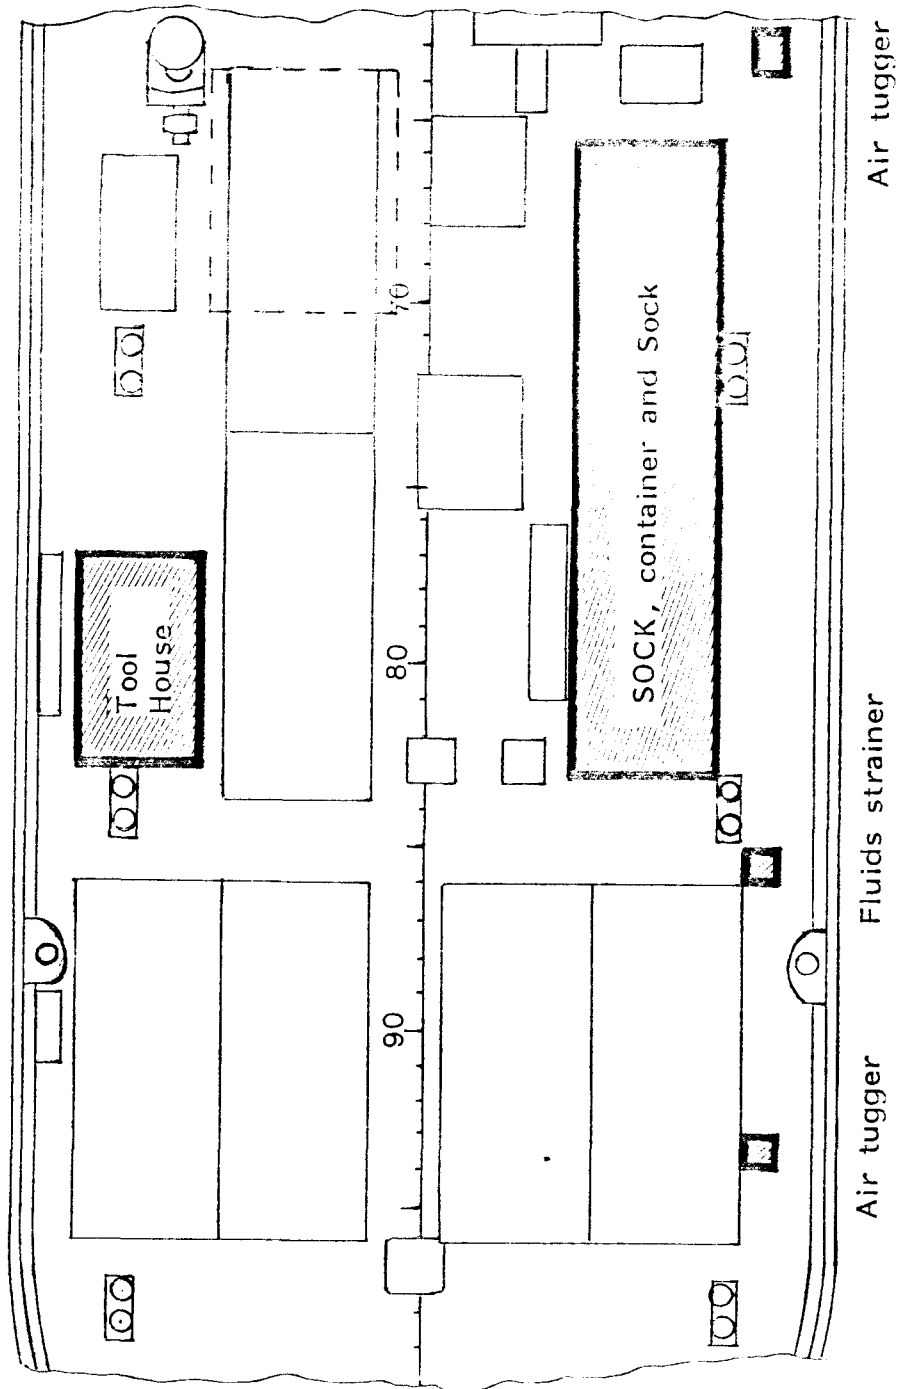 Tool
House
70
80
90
SOCK, container and Sock
Air tugger
Fluids strainer
Air tugger